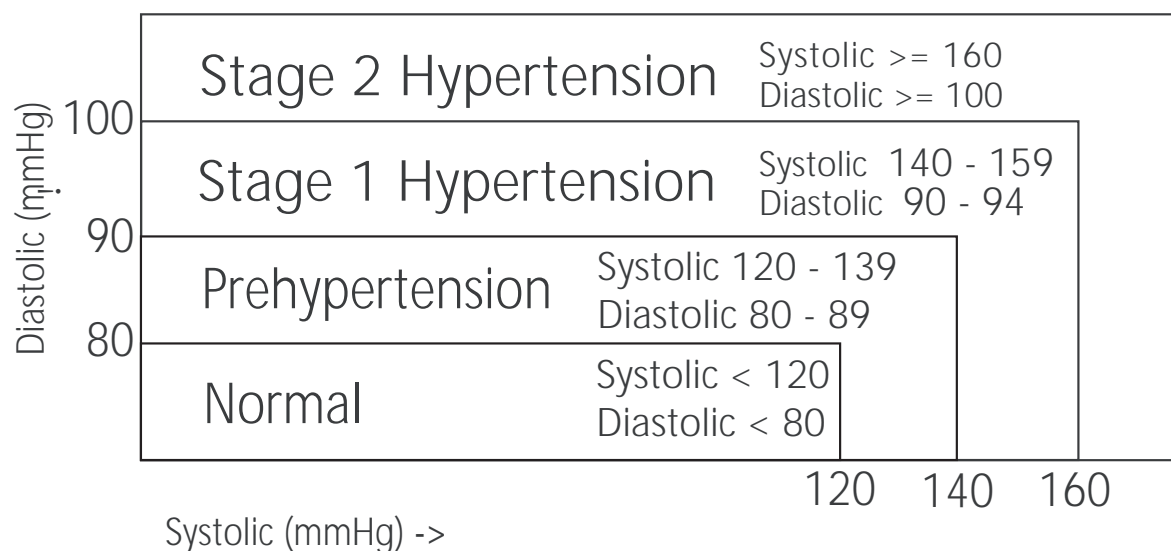 Stage 2 Hypertension
Systolic >= 160
Diastolic >= 100
100
Stage 1 Hypertension
Systolic 140 - 159
Diastolic 90 - 94
90
Prehypertension
Systolic 120 - 139
Diastolic 80 - 89
80
Normal
Systolic < 120
Diastolic < 80
Diastolic (mmHg)
120 140 160
Systolic (mmHg) ->